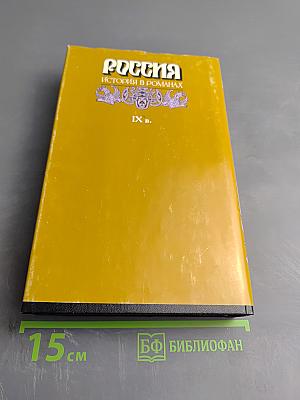 РОССИЯ
ИСТОРИЯ В РОМАНАХ
IX в.
15 см
БФ БИБЛИОФАН